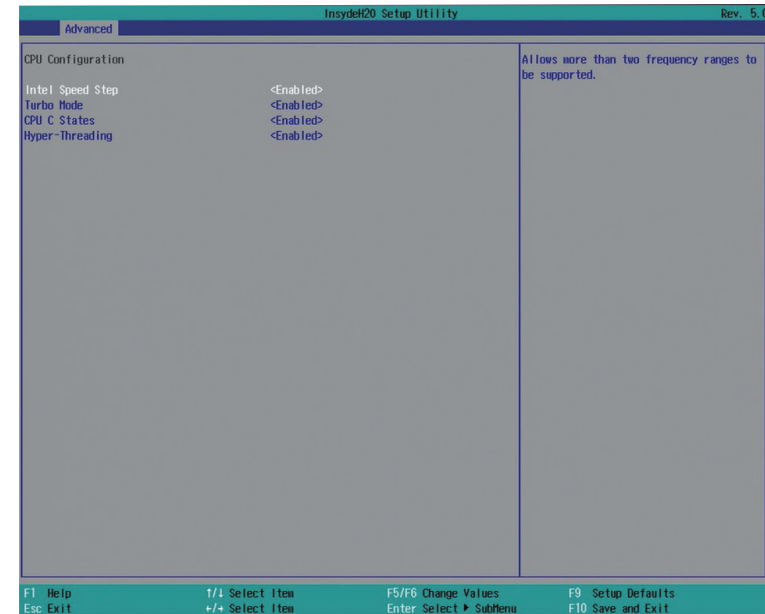 InsydeH20 Setup Utility Rev. 5.
Advanced
CPU Configuration
Intel Speed Step <Enabled>
Turbo Mode <Enabled>
CPU C States <Enabled>
Hyper-Threading <Enabled>
Allows more than two frequency ranges to
be supported.
F1 Help ↑/↓ Select Item F5/F6 Change Values F9 Setup Defaults
Esc Exit ←/→ Select Item Enter Select ▶ SubMenu F10 Save and Exit